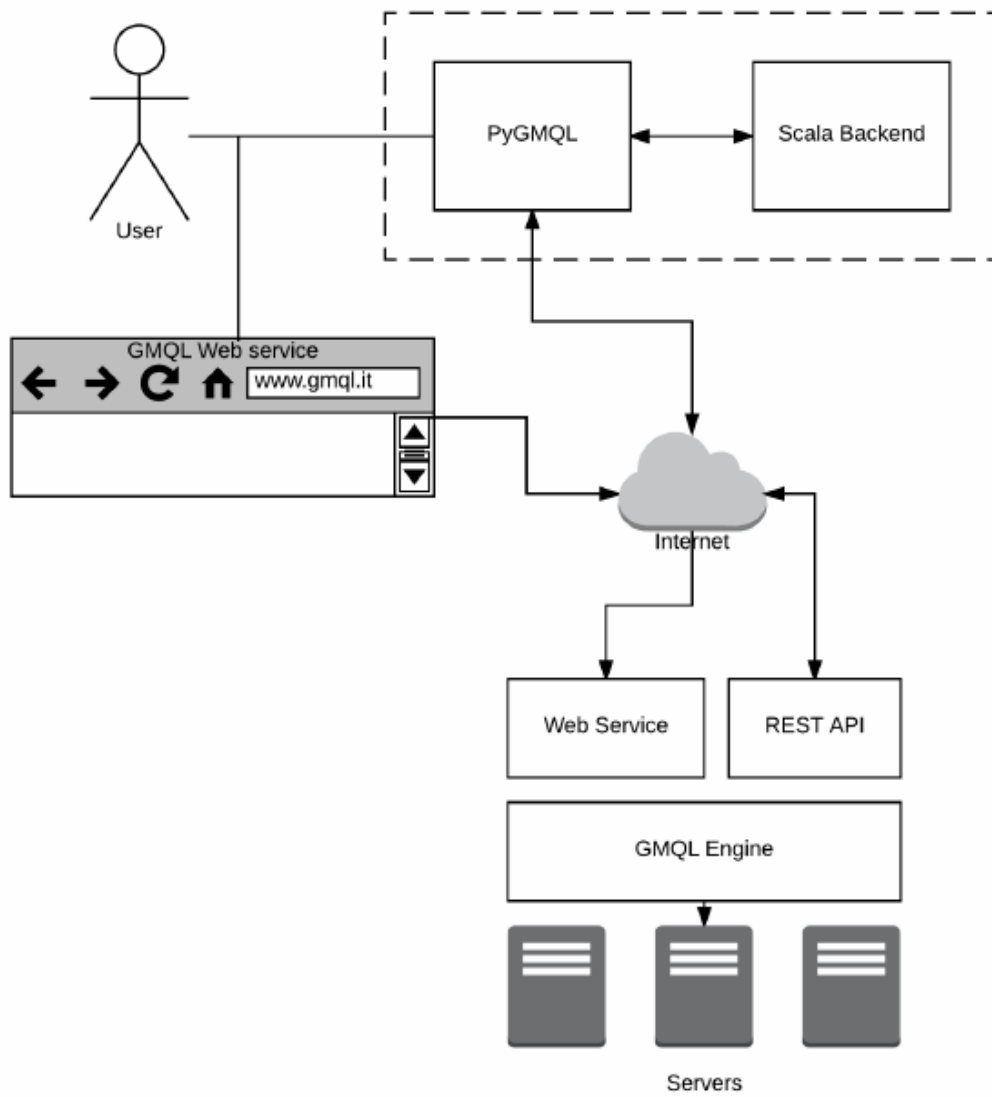 PyGMQL
Scala Backend
User
GMQL Web service
www.gmql.it
Internet
Web Service
REST API
GMQL Engine
Servers